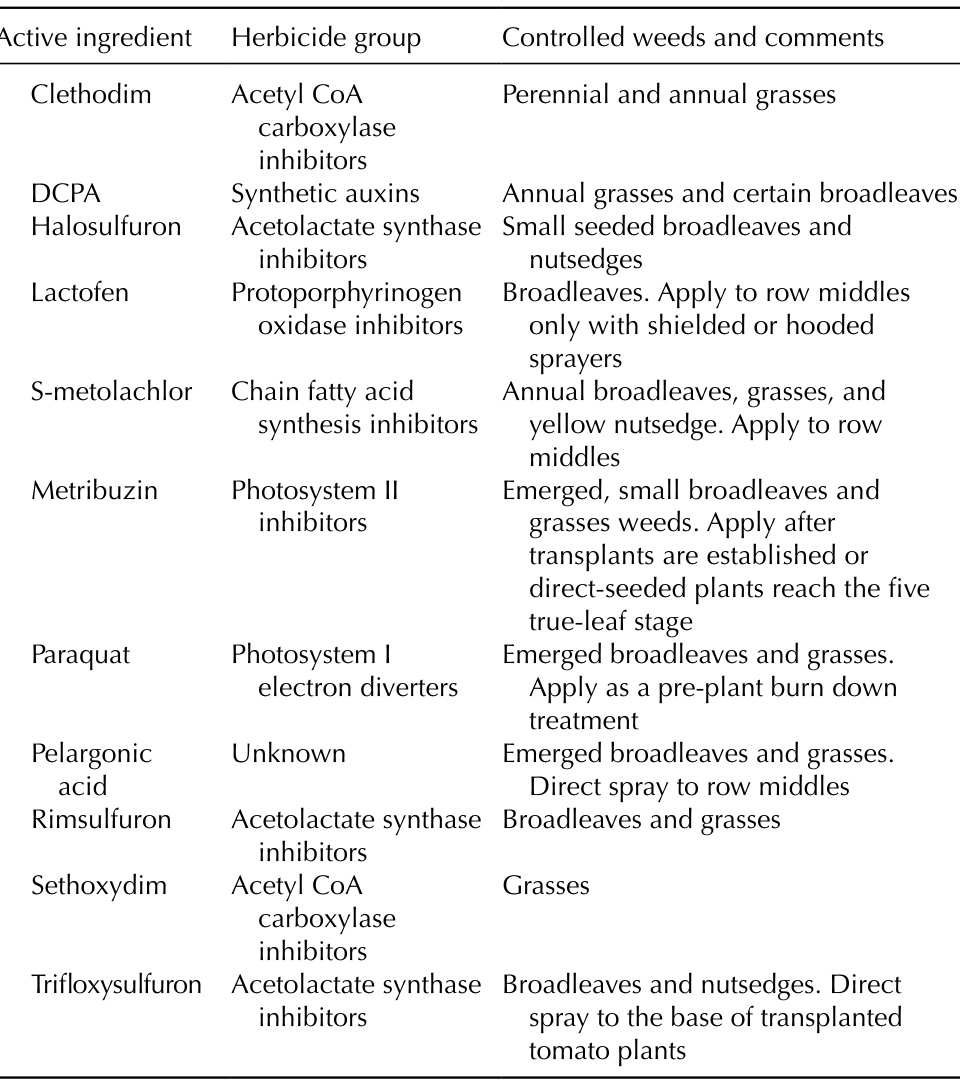 Active ingredient Herbicide group Controlled weeds and comments
Clethodim Acetyl CoA Perennial and annual grasses
carboxylase
inhibitors
DCPA Synthetic auxins Annual grasses and certain broadleaves
Halosulfuron Acetolactate synthase Small seeded broadleaves and
inhibitors nutsedges
Lactofen Protoporphyrinogen Broadleaves. Apply to row middles
oxidase inhibitors only with shielded or hooded
sprayers
S-metolachlor Chain fatty acid Annual broadleaves, grasses, and
synthesis inhibitors yellow nutsedge. Apply to row
middles
Metribuzin Photosystem II Emerged, small broadleaves and
inhibitors grasses weeds. Apply after
transplants are established or
direct-seeded plants reach the five
true-leaf stage
Paraquat Photosystem I Emerged broadleaves and grasses.
electron diverters Apply as a pre-plant burn down
treatment
Pelargonic Unknown Emerged broadleaves and grasses.
acid Direct spray to row middles
Rimsulfuron Acetolactate synthase Broadleaves and grasses
inhibitors
Sethoxydim Acetyl CoA Grasses
carboxylase
inhibitors
Trifloxysulfuron Acetolactate synthase Broadleaves and nutsedges. Direct
inhibitors spray to the base of transplanted
tomato plants